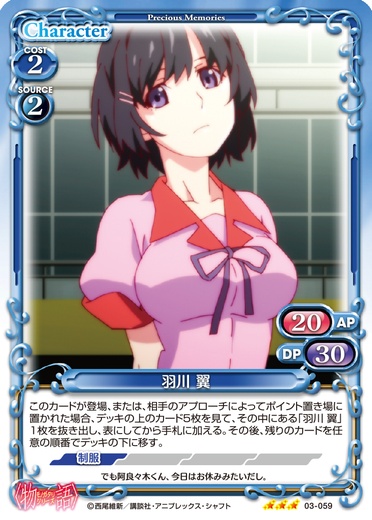 Precious Memories
Character
COST
2
SOURCE
2
20 AP
DP 30
羽川 翼
このカードが登場、または、相手のアプローチによってポイント置き場に
置かれた場合、デッキの上のカード5枚を見て、その中にある「羽川 翼」
1枚を抜き出し、表にしてから手札に加える。その後、残りのカードを任
意の順番でデッキの下に移す。
制服
でも阿良々木くん、今日はお休みみたいだし。
物語
©西尾維新/講談社・アニプレックス・シャフト
★★★ 03-059